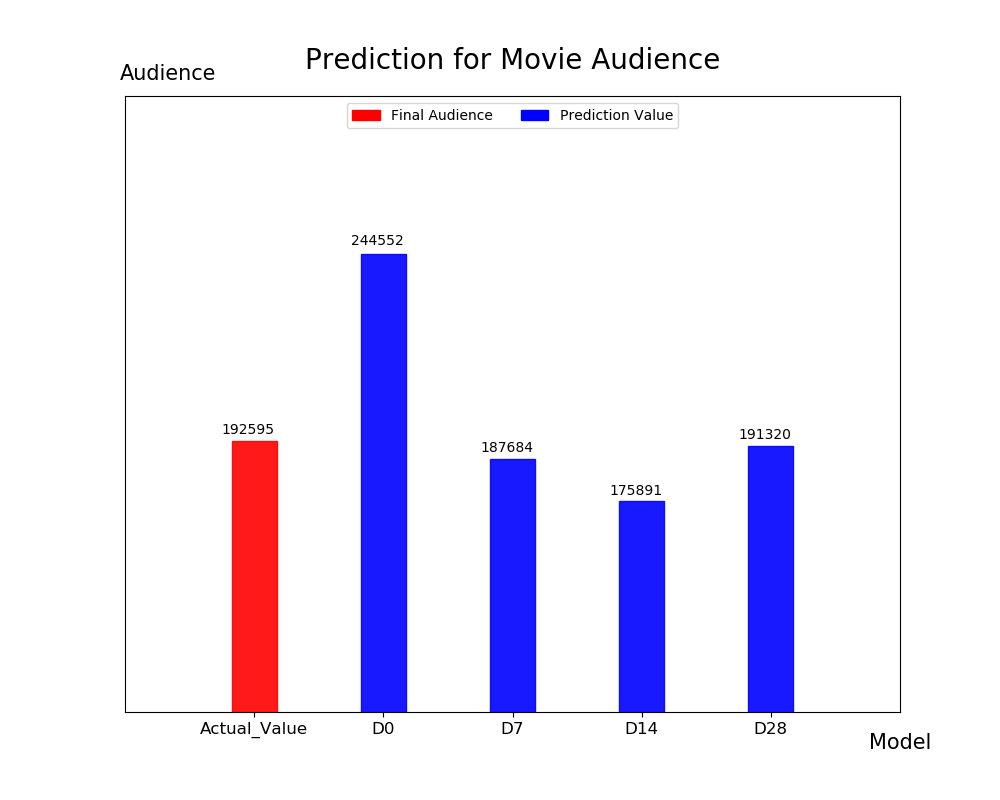 Prediction for Movie Audience
Audience
Final Audience Prediction Value
244552
192595
191320
187684
175891
Actual_Value D0 D7 D14 D28
Model